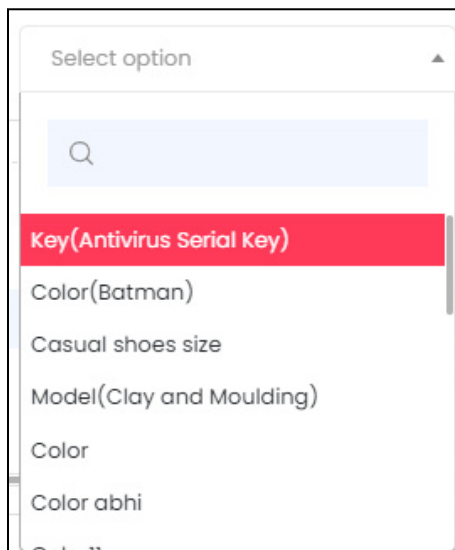 Select option
Key(Antivirus Serial Key)
Color(Batman)
Casual shoes size
Model(Clay and Moulding)
Color
Color abhi